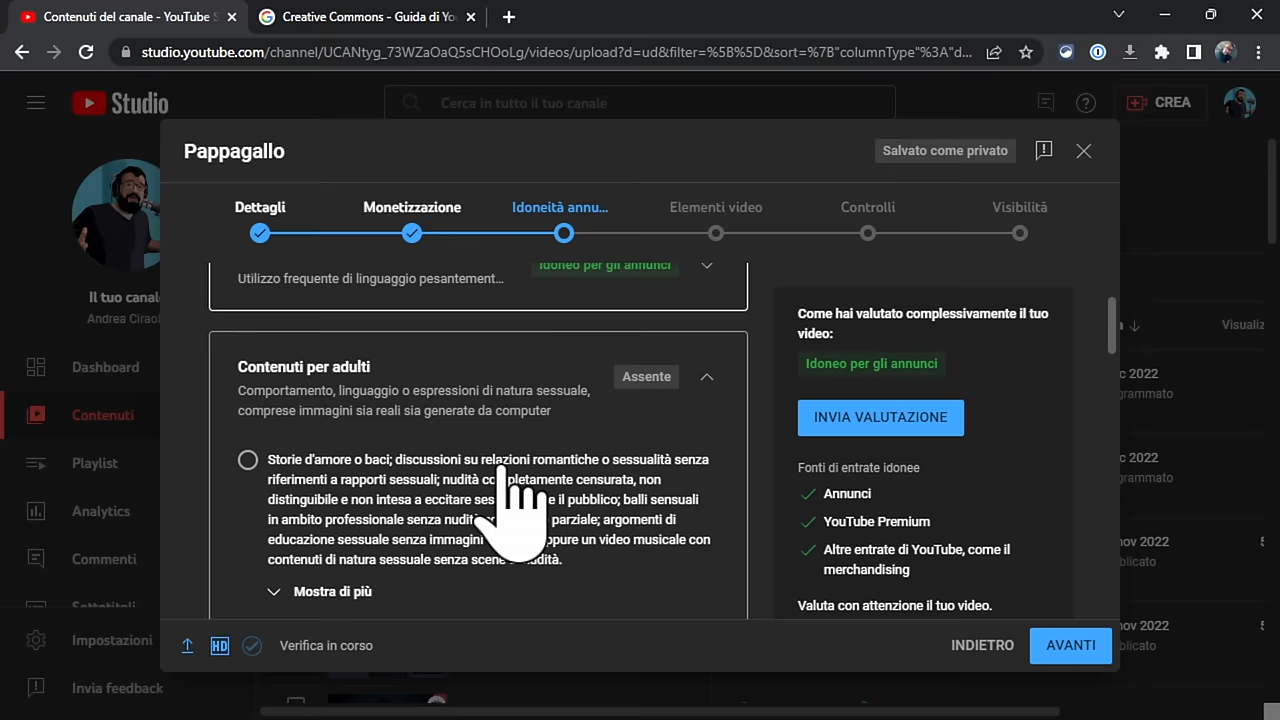 Contenuti del canale - YouTube S
Creative Commons - Guida di Yo
studio.youtube.com/channel/UCANtyg_73WZaOaQ5sCHOoLg/videos/upload?d=ud&filter=%5B%5D&sort=%7B"columnType"%3A"d...
Studio
Cerca in tutto il tuo canale
CREA
Pappagallo
Salvato come privato
Dettagli
Monetizzazione
Idoneità annu...
Elementi video
Controlli
Visibilità
Il tuo canal
Andrea Cirao
Dashboard
Contenuti
Playlist
Analytics
Commenti
Sottotitoli
Impostazioni
Invia feedback
Utilizzo frequente di linguaggio pesantement...
Idoneo per gli annunci
Contenuti per adulti
Assente
Comportamento, linguaggio o espressioni di natura sessuale,
comprese immagini sia reali sia generate da computer
Storie d'amore o baci; discussioni su relazioni romantiche o sessualità senza
riferimenti a rapporti sessuali; nudità completamente censurata, non
distinguibile e non intesa a eccitare ses e il pubblico; balli sensuali
in ambito professionale senza nudit parziale; argomenti di
educazione sessuale senza immagini oppure un video musicale con
contenuti di natura sessuale senza scene nudità.
Mostra di più
Come hai valutato complessivamente il tuo
video:
Idoneo per gli annunci
INVIA VALUTAZIONE
Fonti di entrate idonee
Annunci
YouTube Premium
Altre entrate di YouTube, come il
merchandising
Valuta con attenzione il tuo video.
HD
Verifica in corso
INDIETRO
AVANTI
Visualiz
c 2022
grammato
c 2022
grammato
nov 2022
blicato
nov 2022
blicato